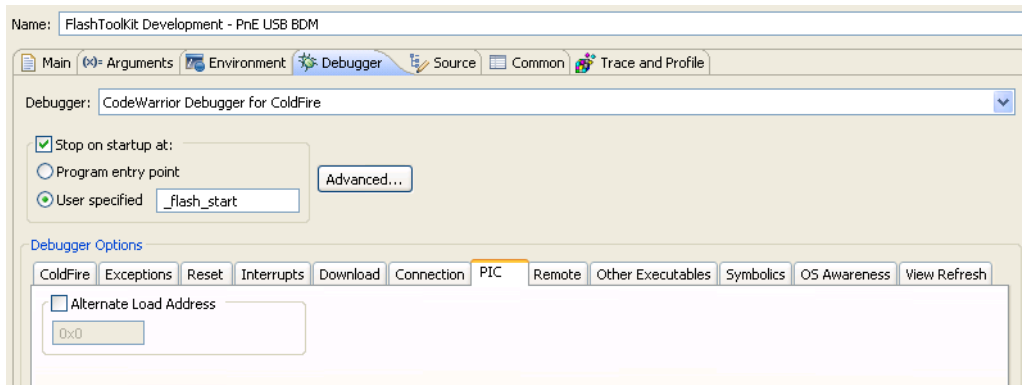 Name: FlashToolKit Development - PnE USB BDM
Main (x)= Arguments Environment Debugger Source Common Trace and Profile
Debugger: CodeWarrior Debugger for ColdFire
Stop on startup at:
Program entry point
Advanced...
User specified _flash_start
Debugger Options
ColdFire Exceptions Reset Interrupts Download Connection PIC Remote Other Executables Symbolics OS Awareness View Refresh
Alternate Load Address
0x0